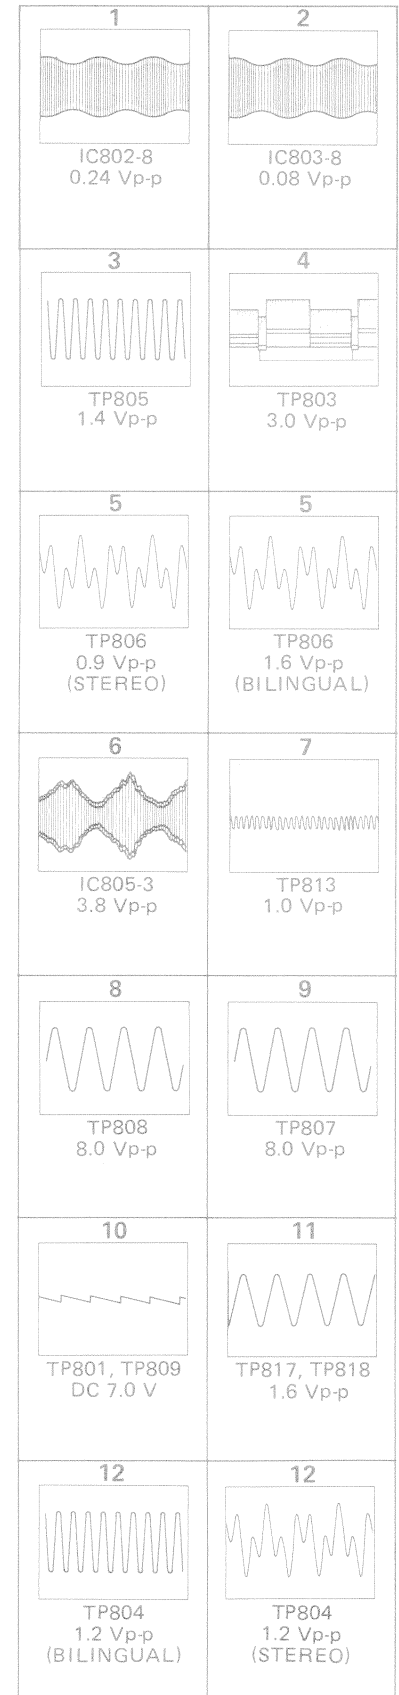 1
IC802-8
0.24 Vp-p
2
IC803-8
0.08 Vp-p
3
TP805
1.4 Vp-p
4
TP803
3.0 Vp-p
5
TP806
0.9 Vp-p
(STEREO)
5
TP806
1.6 Vp-p
(BILINGUAL)
6
IC805-3
3.8 Vp-p
7
TP813
1.0 Vp-p
8
TP808
8.0 Vp-p
9
TP807
8.0 Vp-p
10
TP801, TP809
DC 7.0 V
11
TP817, TP818
1.6 Vp-p
12
TP804
1.2 Vp-p
(BILINGUAL)
12
TP804
1.2 Vp-p
(STEREO)